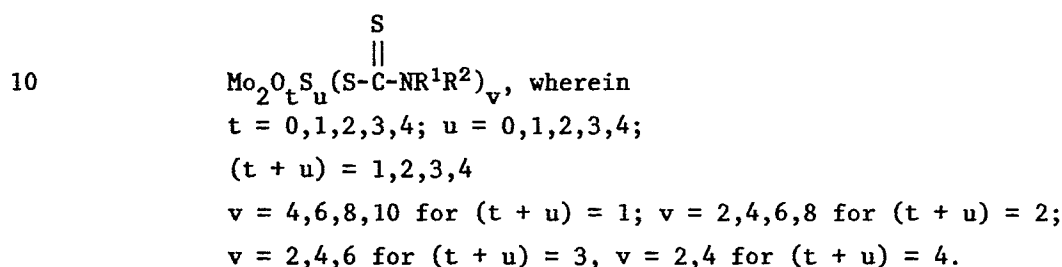 S
||
10 Mo₂OₜSᵤ(S-C-NR¹R²)ᵥ, wherein
t = 0,1,2,3,4; u = 0,1,2,3,4;
(t + u) = 1,2,3,4
v = 4,6,8,10 for (t + u) = 1; v = 2,4,6,8 for (t + u) = 2;
v = 2,4,6 for (t + u) = 3, v = 2,4 for (t + u) = 4.